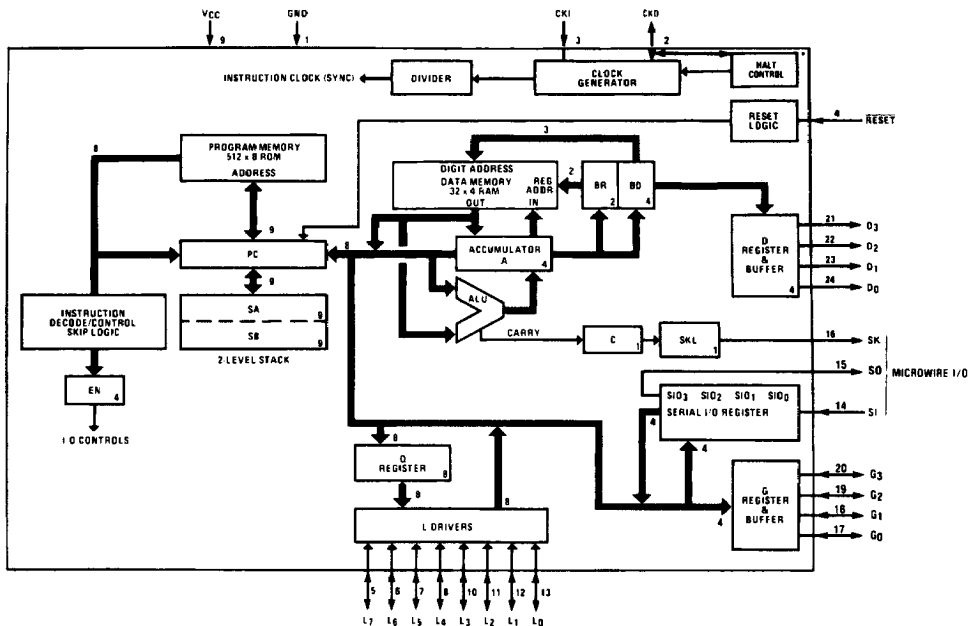 VCC
GND
CKI
CKO
9
1
3
2
INSTRUCTION CLOCK (SYNC)
DIVIDER
CLOCK
GENERATOR
HALT
CONTROL
*
RESET
LOGIC
4
RESET
8
PROGRAM MEMORY
512 x 8 ROM
ADDRESS
9
3
DIGIT ADDRESS
DATA MEMORY
32 x 4 RAM
OUT
REG
ADDR
IN
2
BR
2
BD
4
PC
8
ACCUMULATOR
A
4
D
REGISTER
&
BUFFER
4
21
D3
22
D2
23
D1
24
D0
9
SA
9
SB
9
2-LEVEL STACK
INSTRUCTION
DECODE/CONTROL
SKIP LOGIC
ALU
CARRY
C
1
SKL
1
16
SK
15
SO
MICROWIRE I/O
14
SI
EN
4
I/O CONTROLS
SIO3 SIO2 SIO1 SIO0
SERIAL I/O REGISTER
4
4
8
Q
REGISTER
8
8
8
L DRIVERS
4
G
REGISTER
&
BUFFER
20
G3
19
G2
18
G1
17
G0
5
6
7
8
10
11
12
13
L7
L6
L5
L4
L3
L2
L1
L0